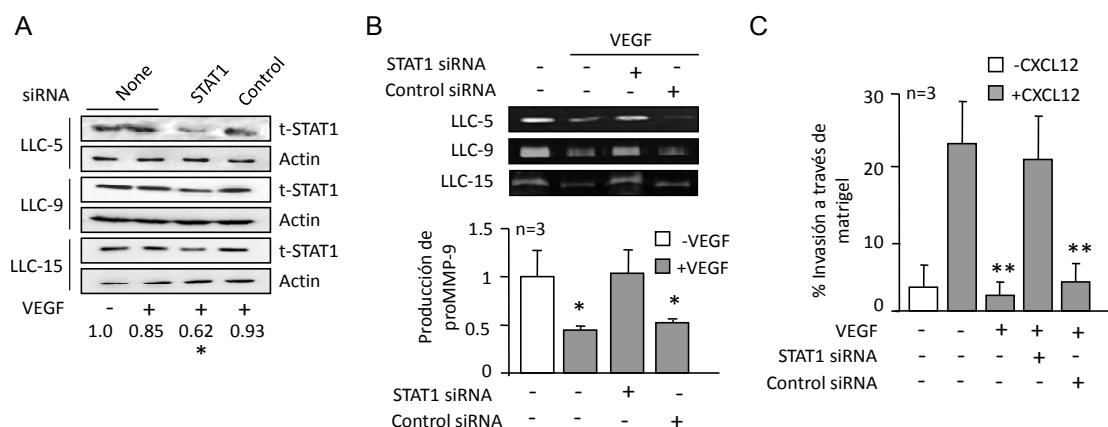 A
siRNA
None
STAT1
Control
LLC-5
t-STAT1
Actin
LLC-9
t-STAT1
Actin
LLC-15
t-STAT1
Actin
VEGF - + + +
1.0 0.85 0.62 0.93
*
B
VEGF
STAT1 siRNA - - + -
Control siRNA - - - +
LLC-5
LLC-9
LLC-15
Producción de
proMMP-9
n=3
-VEGF
+VEGF
1.5
1
0.5
0
* *
STAT1 siRNA - - + -
Control siRNA - - - +
C
-CXCL12
+CXCL12
n=3
% Invasión a través de
matrigel
30
20
10
0
** **
VEGF - - + + +
STAT1 siRNA - - - + -
Control siRNA - - - - +